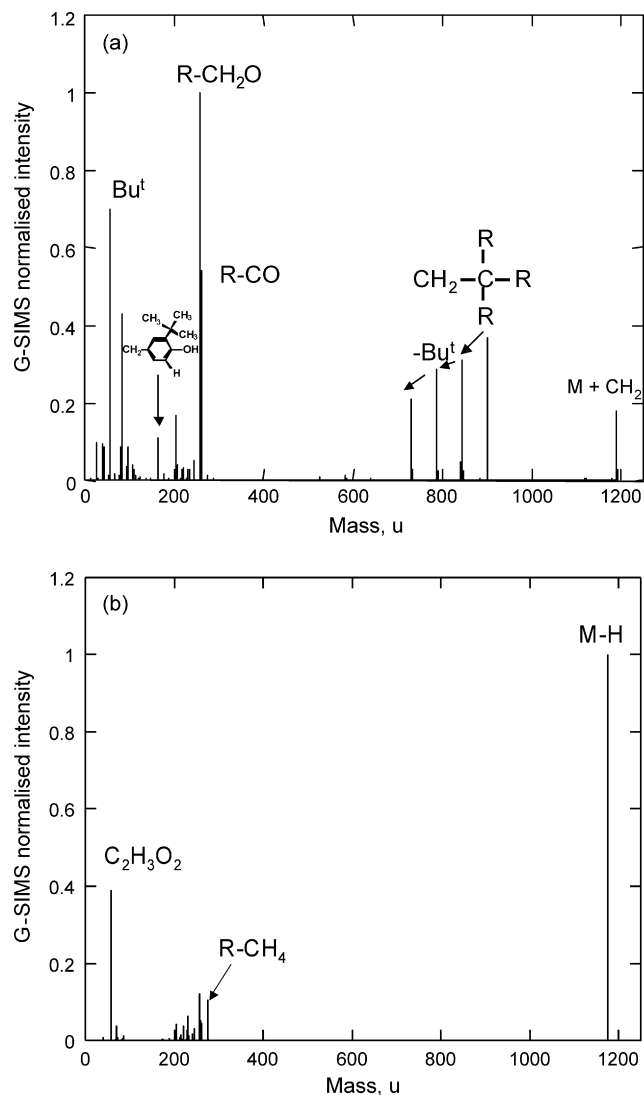 (a)
1.2
1
0.8
0.6
0.4
0.2
0
G-SIMS normalised intensity
R-CH₂O
Buᵗ
R-CO
CH₃
CH₃
CH₃
CH₂
OH
H
R
CH₂ C R
R
-Buᵗ
M + CH₂
0 200 400 600 800 1000 1200
Mass, u
(b)
1.2
1
0.8
0.6
0.4
0.2
0
G-SIMS normalised intensity
M-H
C₂H₃O₂
R-CH₄
0 200 400 600 800 1000 1200
Mass, u